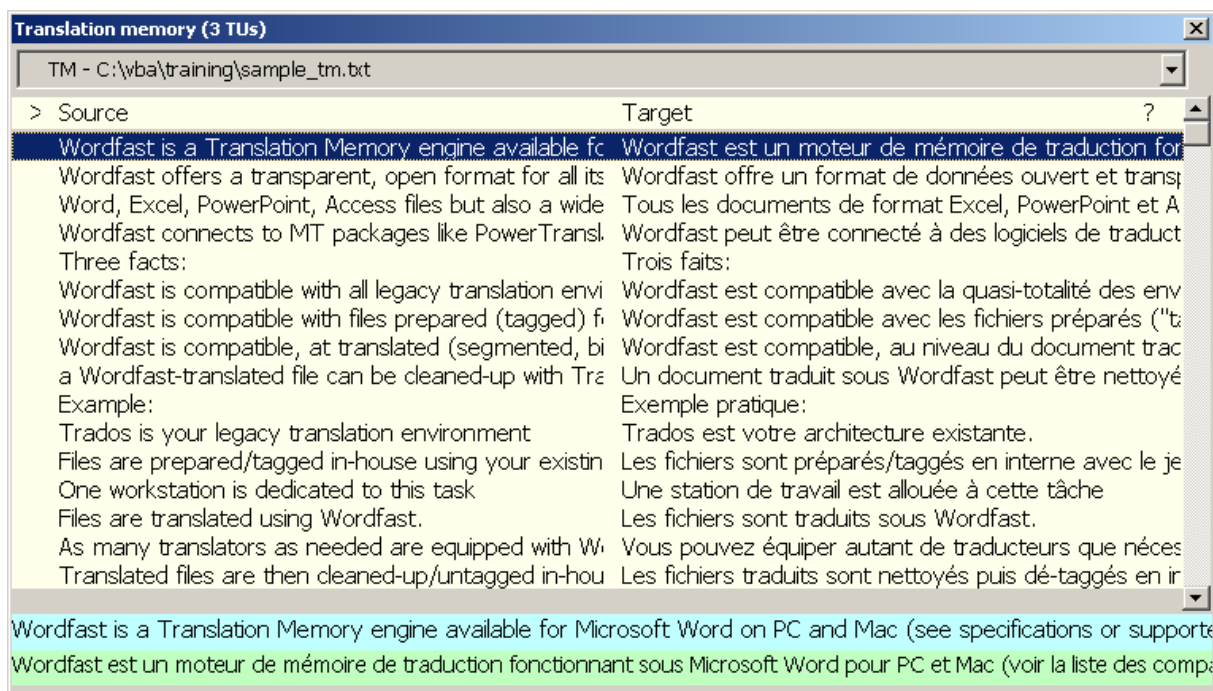 Translation memory (3 TUs)
TM - C:\vba\training\sample_tm.txt
> Source Target ?
Wordfast is a Translation Memory engine available fo Wordfast est un moteur de mémoire de traduction for
Wordfast offers a transparent, open format for all its Wordfast offre un format de données ouvert et transp
Word, Excel, PowerPoint, Access files but also a wide Tous les documents de format Excel, PowerPoint et A
Wordfast connects to MT packages like PowerTransl Wordfast peut être connecté à des logiciels de traduct
Three facts: Trois faits:
Wordfast is compatible with all legacy translation envi Wordfast est compatible avec la quasi-totalité des env
Wordfast is compatible with files prepared (tagged) f Wordfast est compatible avec les fichiers préparés ("ta
Wordfast is compatible, at translated (segmented, bi Wordfast est compatible, au niveau du document trad
a Wordfast-translated file can be cleaned-up with Tra Un document traduit sous Wordfast peut être nettoyé
Example: Exemple pratique:
Trados is your legacy translation environment Trados est votre architecture existante.
Files are prepared/tagged in-house using your existin Les fichiers sont préparés/taggés en interne avec le je
One workstation is dedicated to this task Une station de travail est allouée à cette tâche
Files are translated using Wordfast. Les fichiers sont traduits sous Wordfast.
As many translators as needed are equipped with W Vous pouvez équiper autant de traducteurs que néces
Translated files are then cleaned-up/untagged in-hou Les fichiers traduits sont nettoyés puis dé-taggés en in
Wordfast is a Translation Memory engine available for Microsoft Word on PC and Mac (see specifications or supporte
Wordfast est un moteur de mémoire de traduction fonctionnant sous Microsoft Word pour PC et Mac (voir la liste des compa